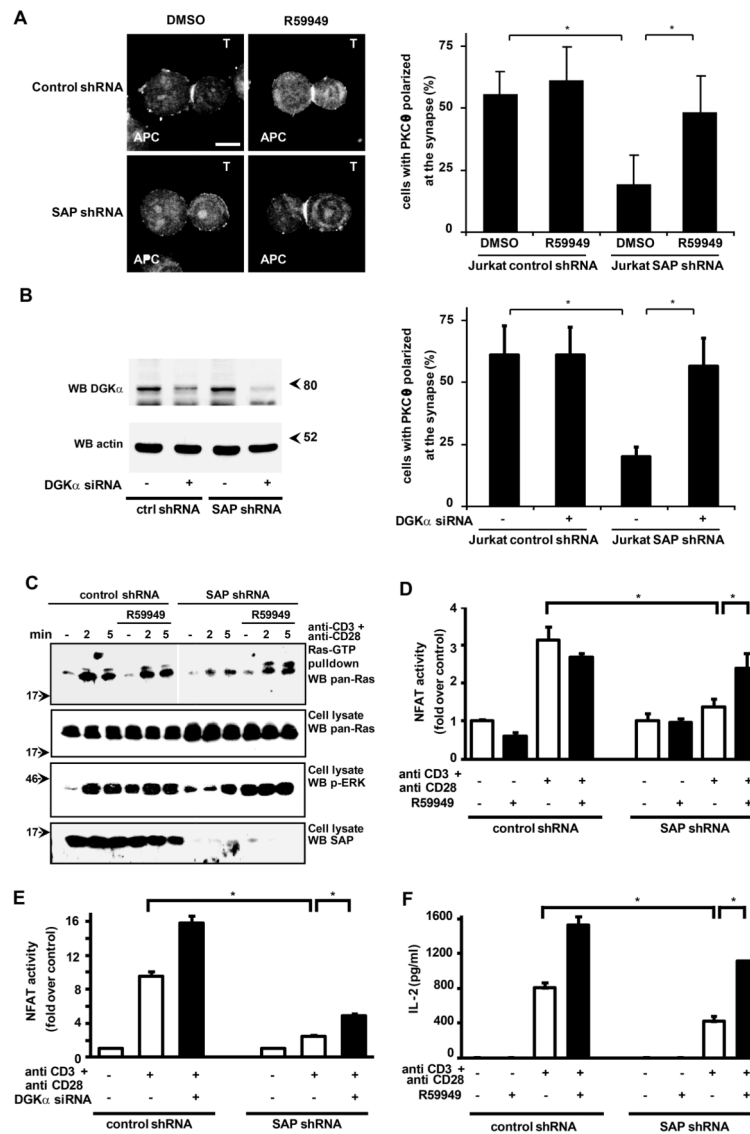 A
DMSO
R59949
Control shRNA
T
T
APC
APC
SAP shRNA
T
T
APC
APC
cells with PKCθ polarized
at the synapse (%)
75
50
25
0
*
*
DMSO
R59949
DMSO
R59949
Jurkat control shRNA
Jurkat SAP shRNA
B
WB DGKα
80
WB actin
52
DGKα siRNA
-
+
-
+
ctrl shRNA
SAP shRNA
cells with PKCθ polarized
at the synapse (%)
75
50
25
0
*
*
DGKα siRNA
-
+
-
+
Jurkat control shRNA
Jurkat SAP shRNA
C
control shRNA
SAP shRNA
R59949
R59949
anti-CD3 +
anti-CD28
min
-
2
5
-
2
5
-
2
5
-
2
5
Ras-GTP
pulldown
WB pan-Ras
17
Cell lysate
WB pan-Ras
17
46
Cell lysate
WB p-ERK
17
Cell lysate
WB SAP
D
NFAT activity
(fold over control)
4
3
2
1
0
*
*
anti CD3 +
anti CD28
-
-
+
+
-
-
+
+
R59949
-
+
-
+
-
+
-
+
control shRNA
SAP shRNA
E
NFAT activity
(fold over control)
16
12
8
4
0
*
*
anti CD3 +
anti CD28
-
+
+
-
+
+
DGKα siRNA
-
-
+
-
-
+
control shRNA
SAP shRNA
F
IL-2 (pg/ml)
1600
1200
800
400
0
*
*
anti CD3 +
anti CD28
-
-
+
+
-
-
+
+
R59949
-
+
-
+
-
+
-
+
control shRNA
SAP shRNA